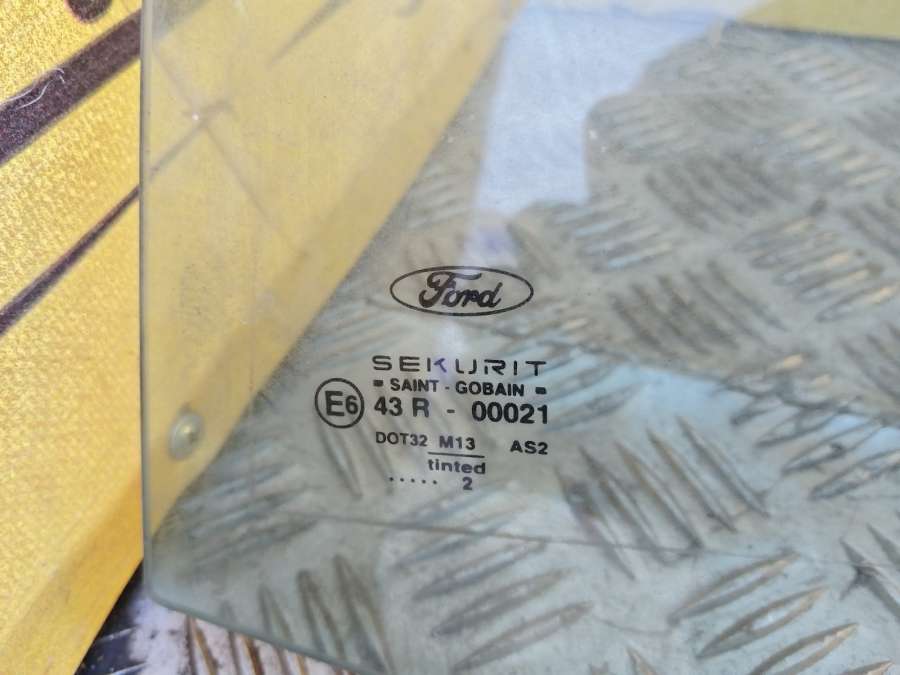 Ford
SEKURIT
= SAINT - GOBAIN =
E6 43 R - 00021
DOT32 M13 AS2
tinted
..... 2